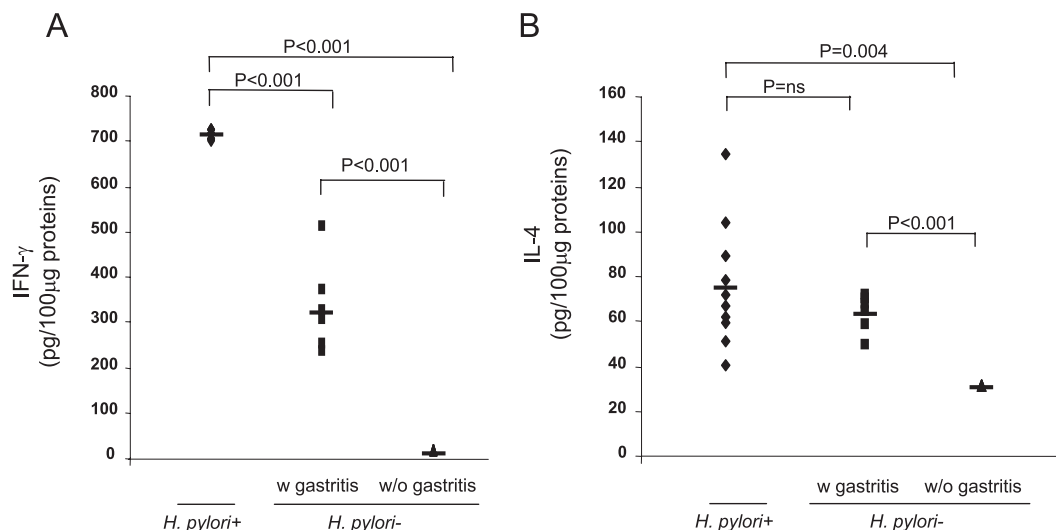 A
P<0.001
P<0.001
P<0.001
800
700
600
500
400
300
200
100
0
IFN-γ
(pg/100µg proteins)
w gastritis w/o gastritis
H. pylori+ H. pylori-
B
P=0.004
P=ns
P<0.001
160
140
120
100
80
60
40
20
0
IL-4
(pg/100µg proteins)
w gastritis w/o gastritis
H. pylori+ H. pylori-